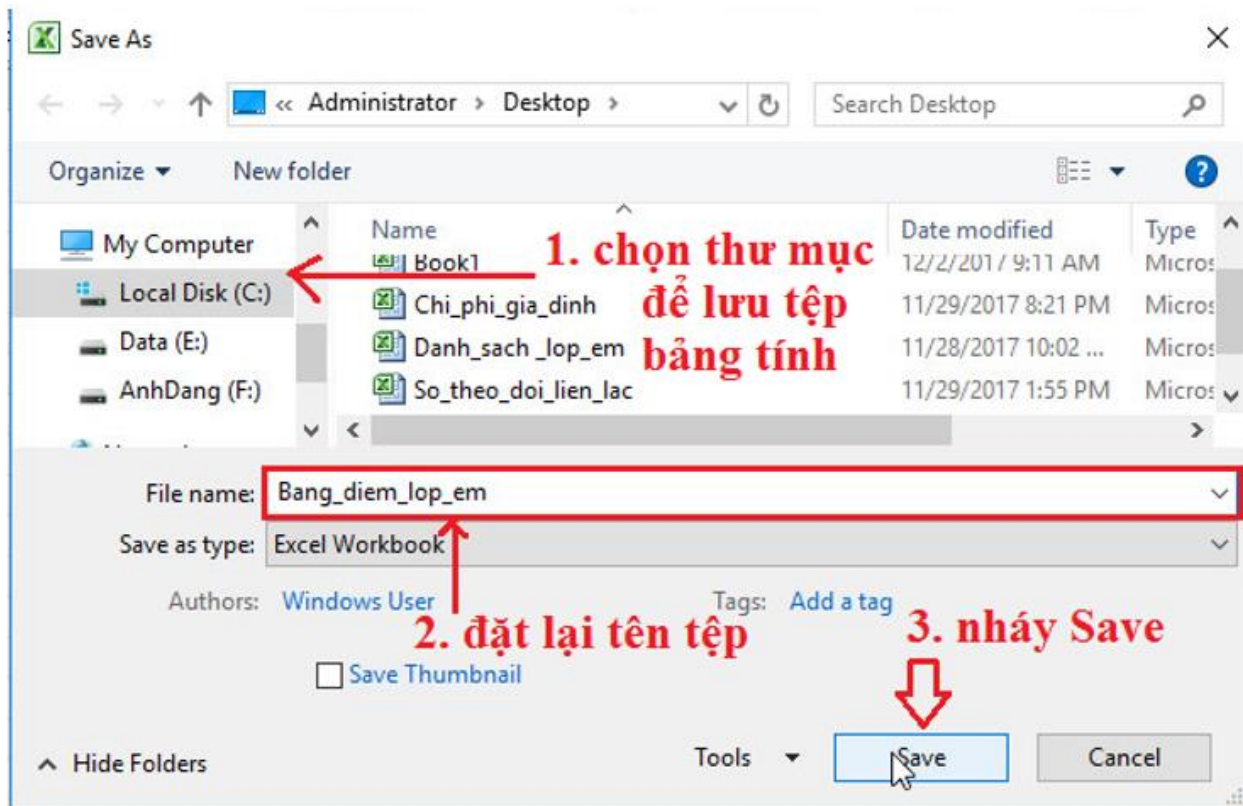 Save As
« Administrator › Desktop ›
Search Desktop
Organize
New folder
My Computer
Local Disk (C:)
Data (E:)
AnhDang (F:)
Name
Date modified
Type
Book1
12/2/2017 9:11 AM
Micros
Chi_phi_gia_dinh
11/29/2017 8:21 PM
Micros
Danh_sach _lop_em
11/28/2017 10:02 ...
Micros
So_theo_doi_lien_lac
11/29/2017 1:55 PM
Micros
1. chọn thư mục
để lưu tệp
bảng tính
File name: Bang_diem_lop_em
Save as type: Excel Workbook
Authors: Windows User
Tags: Add a tag
2. đặt lại tên tệp
3. nháy Save
Save Thumbnail
Hide Folders
Tools
Save
Cancel